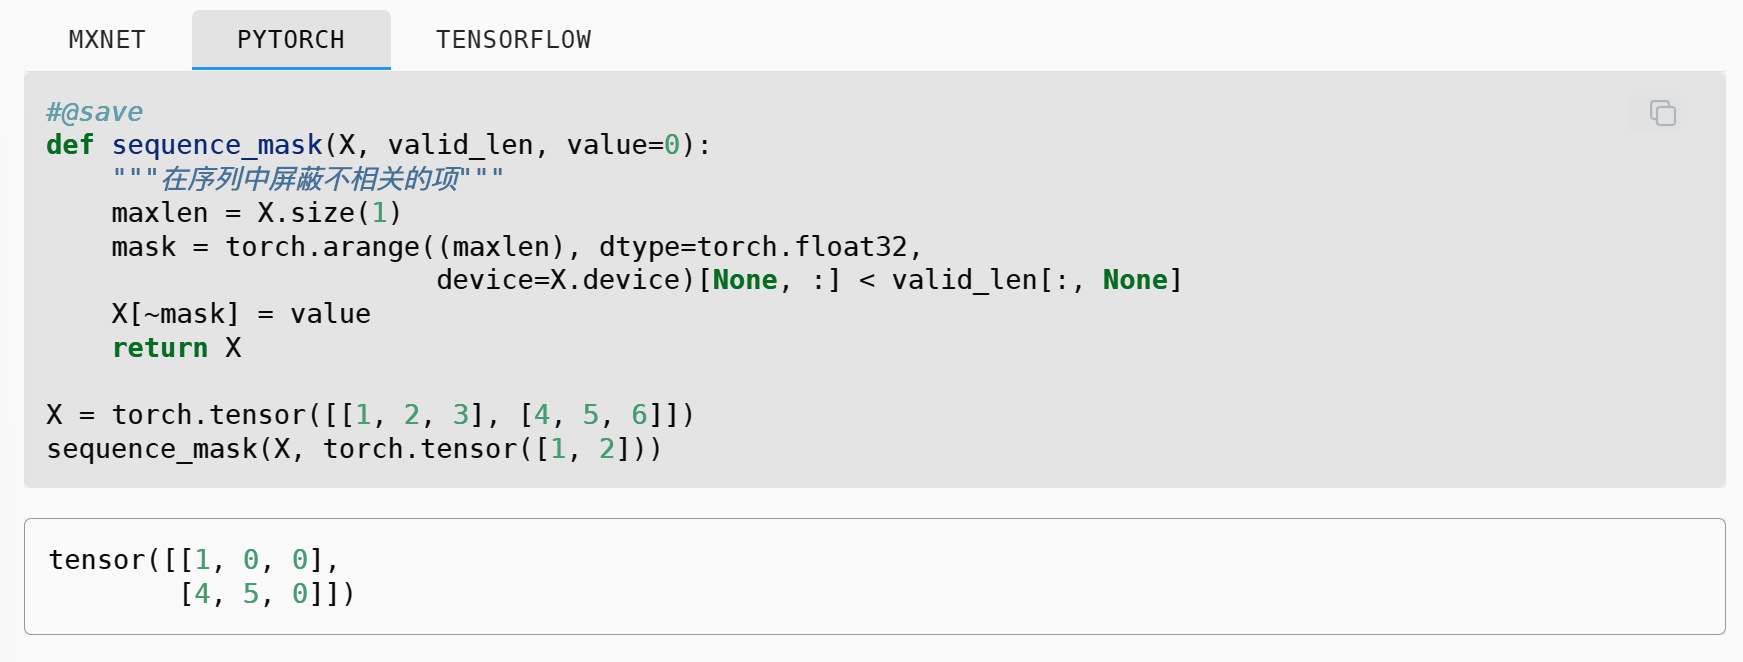 MXNET PYTORCH TENSORFLOW
#@save
def sequence_mask(X, valid_len, value=0):
    """在序列中屏蔽不相关的项"""
    maxlen = X.size(1)
    mask = torch.arange((maxlen), dtype=torch.float32,
                        device=X.device)[None, :] < valid_len[:, None]
    X[~mask] = value
    return X

X = torch.tensor([[1, 2, 3], [4, 5, 6]])
sequence_mask(X, torch.tensor([1, 2]))
tensor([[1, 0, 0],
        [4, 5, 0]])